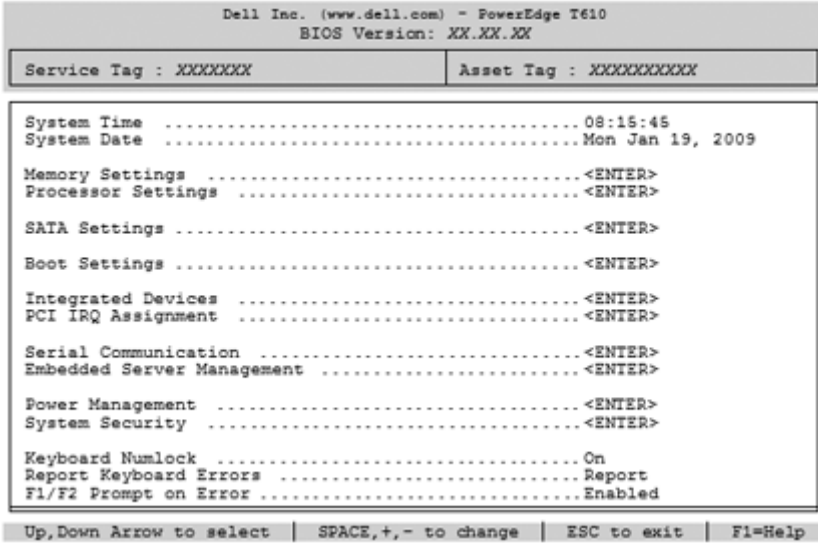 Dell Inc. (www.dell.com) - PowerEdge T610
BIOS Version: XX.XX.XX
Service Tag : XXXXXXX    Asset Tag : XXXXXXXXXX
System Time ........................................08:15:45
System Date ........................................Mon Jan 19, 2009
Memory Settings ....................................<ENTER>
Processor Settings .................................<ENTER>
SATA Settings .......................................<ENTER>
Boot Settings .......................................<ENTER>
Integrated Devices .................................<ENTER>
PCI IRQ Assignment .................................<ENTER>
Serial Communication ...............................<ENTER>
Embedded Server Management .........................<ENTER>
Power Management ...................................<ENTER>
System Security ....................................<ENTER>
Keyboard Numlock ...................................On
Report Keyboard Errors ...............................Report
F1/F2 Prompt on Error ...............................Enabled
Up,Down Arrow to select | SPACE,+,- to change | ESC to exit | F1=Help